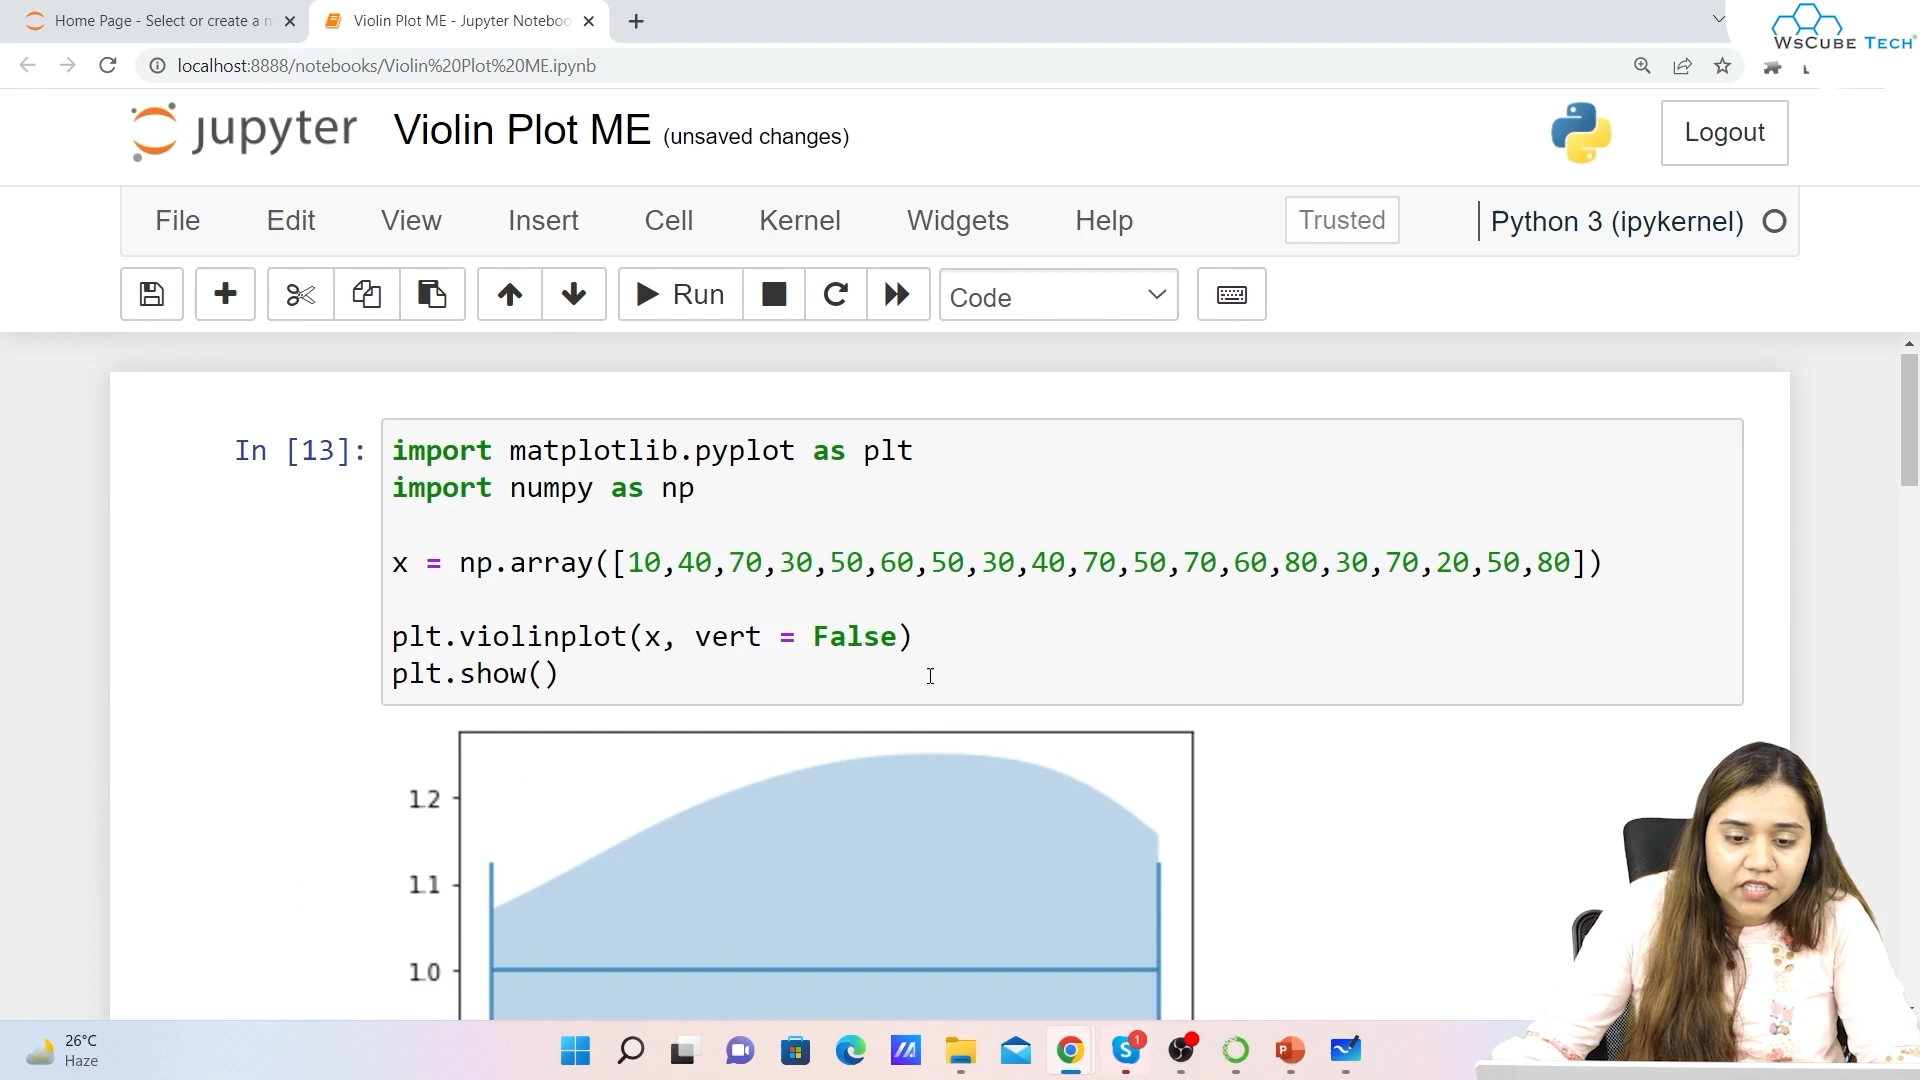 Home Page - Select or create a n
Violin Plot ME - Jupyter Noteboo
WsCube Tech
localhost:8888/notebooks/Violin%20Plot%20ME.ipynb
jupyter Violin Plot ME (unsaved changes)
Logout
File Edit View Insert Cell Kernel Widgets Help Trusted Python 3 (ipykernel)
Run Code
In [13]:
import matplotlib.pyplot as plt
import numpy as np
x = np.array([10,40,70,30,50,60,50,30,40,70,50,70,60,80,30,70,20,50,80])
plt.violinplot(x, vert = False)
plt.show()
1.2
1.1
1.0
26°C
Haze
1